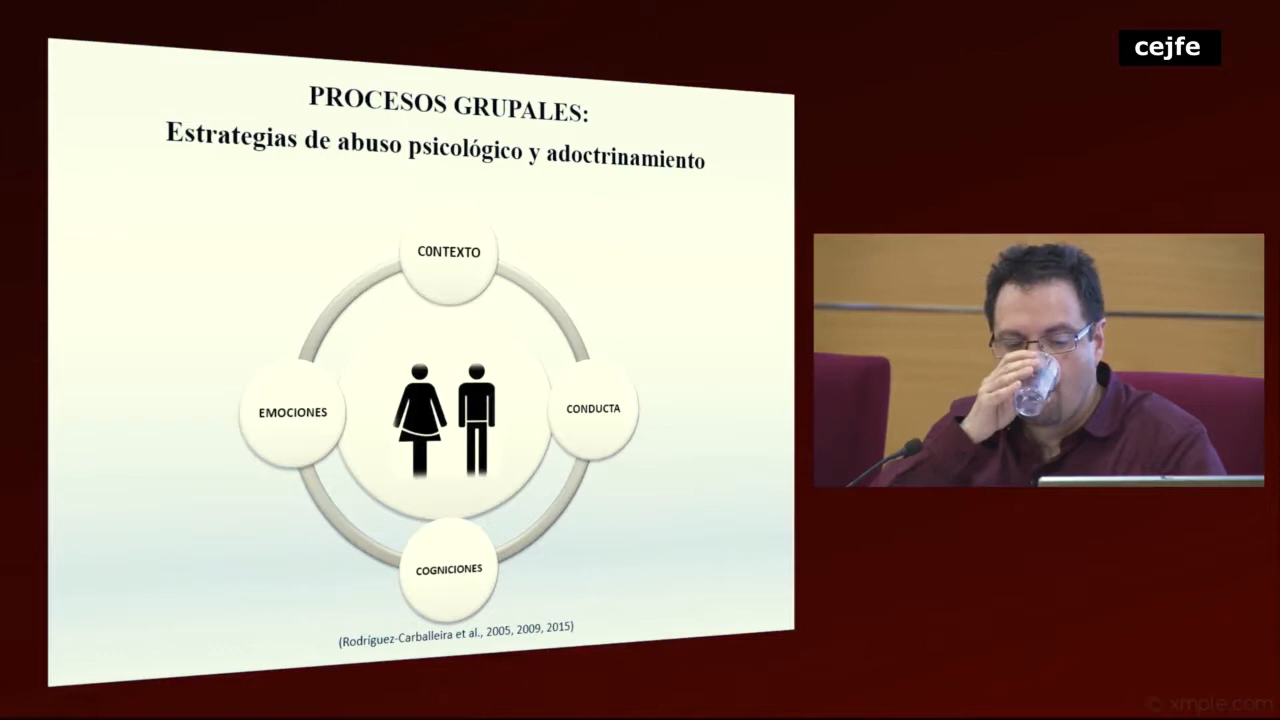 cejfe
PROCESOS GRUPALES:
Estrategias de abuso psicológico y adoctrinamiento
C0NTEXTO
EMOCIONES
CONDUCTA
COGNICIONES
(Rodríguez-Carballeira et al., 2005, 2009, 2015)
© xmple.com